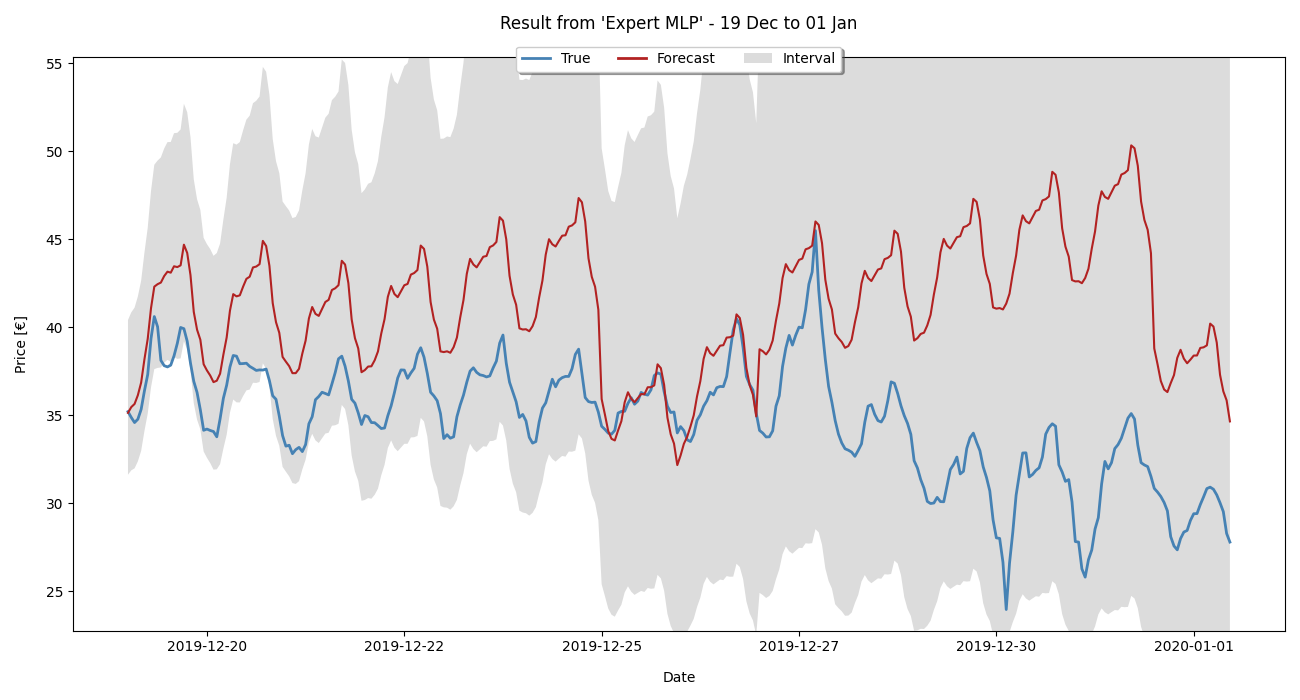 Result from 'Expert MLP' - 19 Dec to 01 Jan
True Forecast Interval
55
50
45
40
35
30
25
Price [€]
2019-12-20 2019-12-22 2019-12-25 2019-12-27 2019-12-30 2020-01-01
Date